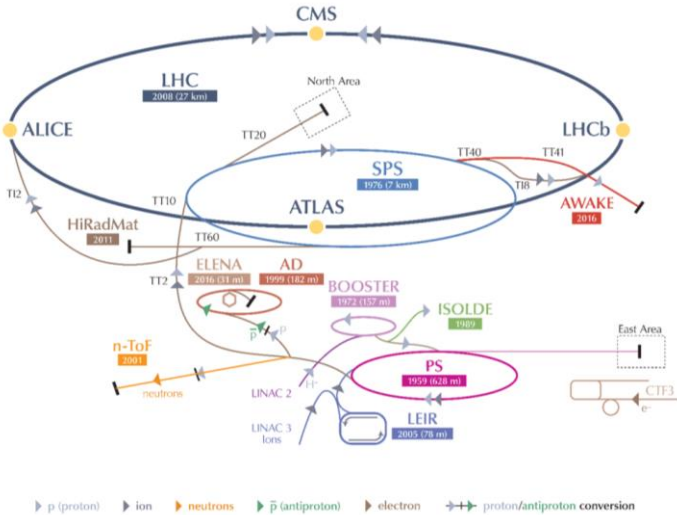 CMS
LHC
2008 (27 km)
North Area
ALICE
LHCb
TT20
TT40
TT41
SPS
1976 (7 km)
TI2
TI8
TT10
ATLAS
AWAKE
2016
HiRadMat
2011
TT60
ELENA
2016 (31 m)
AD
1999 (182 m)
TT2
BOOSTER
1972 (157 m)
ISOLDE
1989
p̅
p
East Area
n-ToF
2001
PS
1959 (628 m)
neutrons
H-
LINAC 2
CTF3
e-
LEIR
2005 (78 m)
LINAC 3
Ions
p (proton)
ion
neutrons
p̅ (antiproton)
electron
proton/antiproton conversion